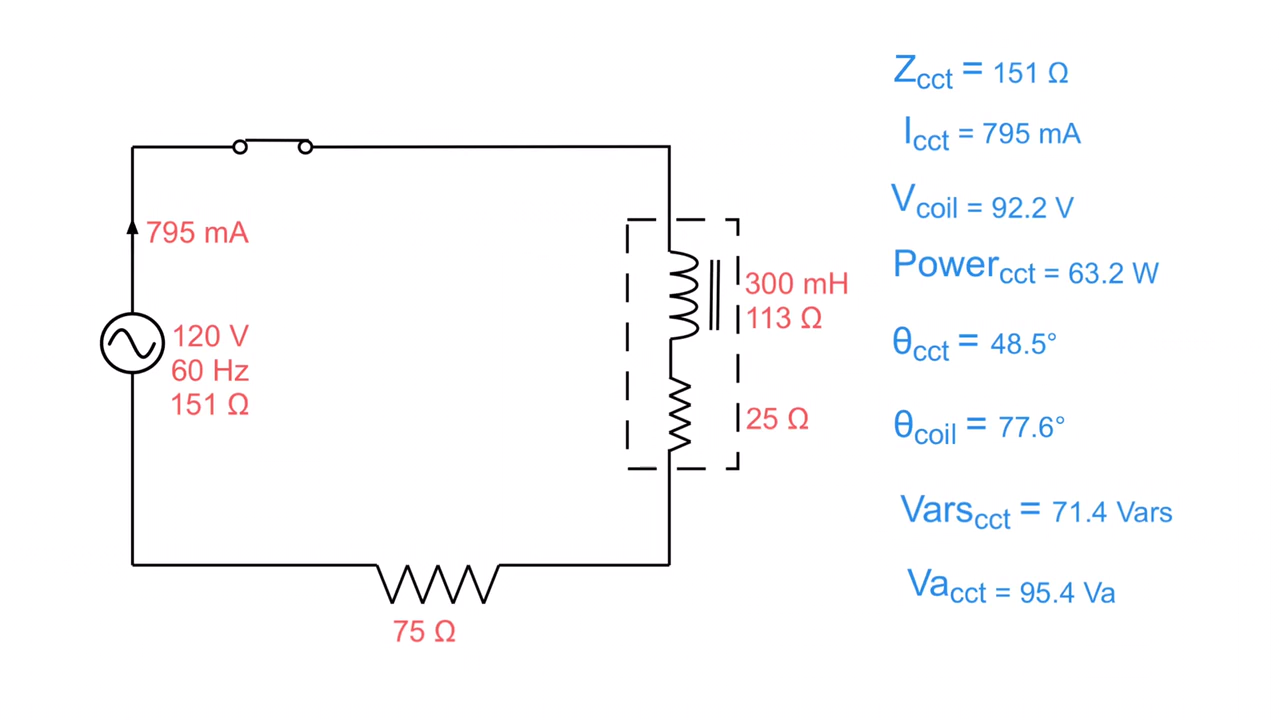 795 mA
120 V
60 Hz
151 Ω
300 mH
113 Ω
25 Ω
75 Ω
Zcct = 151 Ω
Icct = 795 mA
Vcoil = 92.2 V
Powercct = 63.2 W
θcct = 48.5°
θcoil = 77.6°
Varscct = 71.4 Vars
Vacct = 95.4 Va